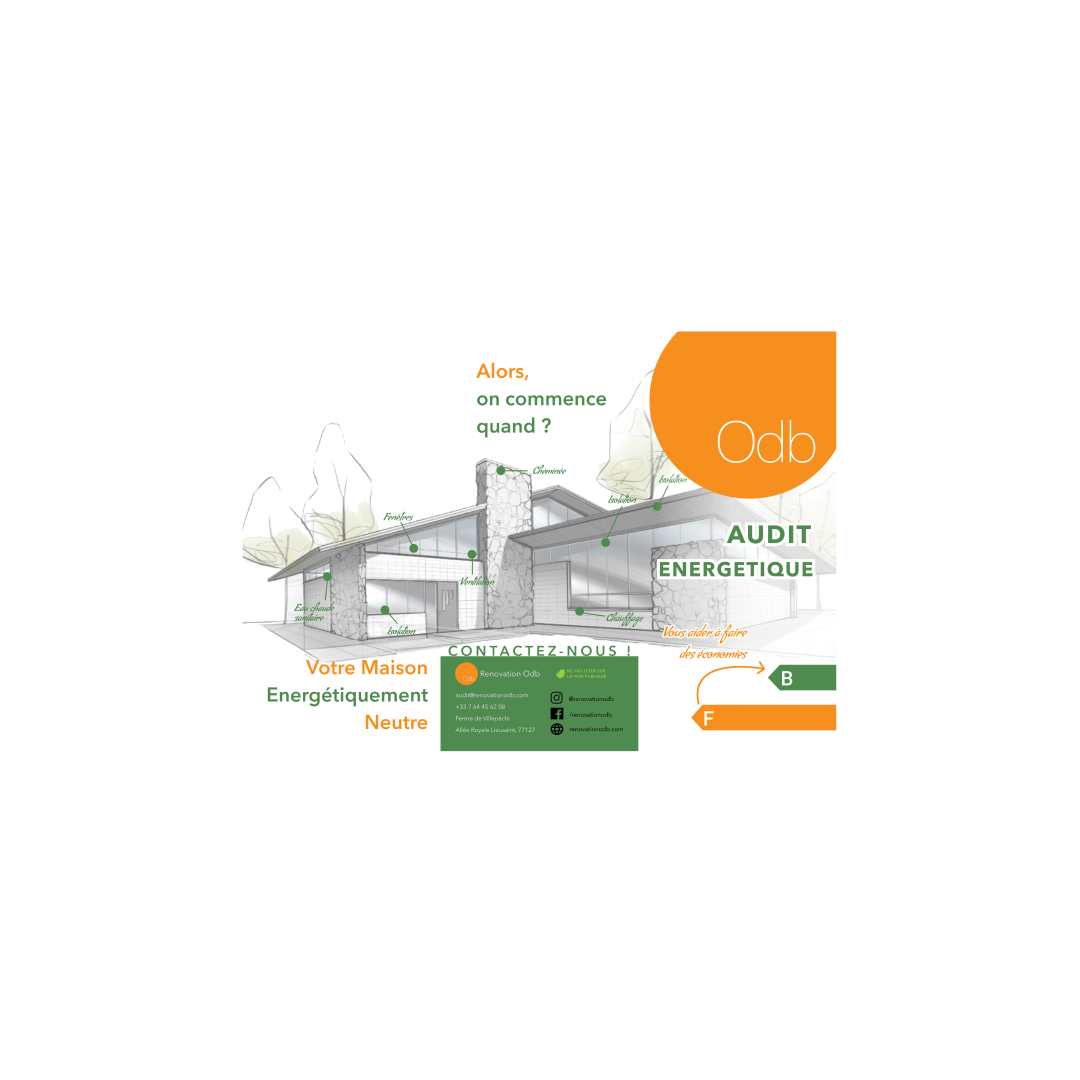 Alors,
on commence
quand ?
Odb
Cheminée
Isolation
Isolation
Fenêtres
AUDIT
ENERGETIQUE
Ventilation
Eau chaude
sanitaire
Isolation
Chauffage
Vous aider à faire
des économies
CONTACTEZ-NOUS !
Votre Maison
Energétiquement
Neutre
Odb
Renovation Odb
NE PAS JETER SUR
LA VOIE PUBLIQUE
audit@renovationodb.com
+33 7 64 45 62 08
Ferme de Villepècle
Allée Royale Lieusaint, 77127
@renovationodb
/renovationodb
renovationodb.com
B
F